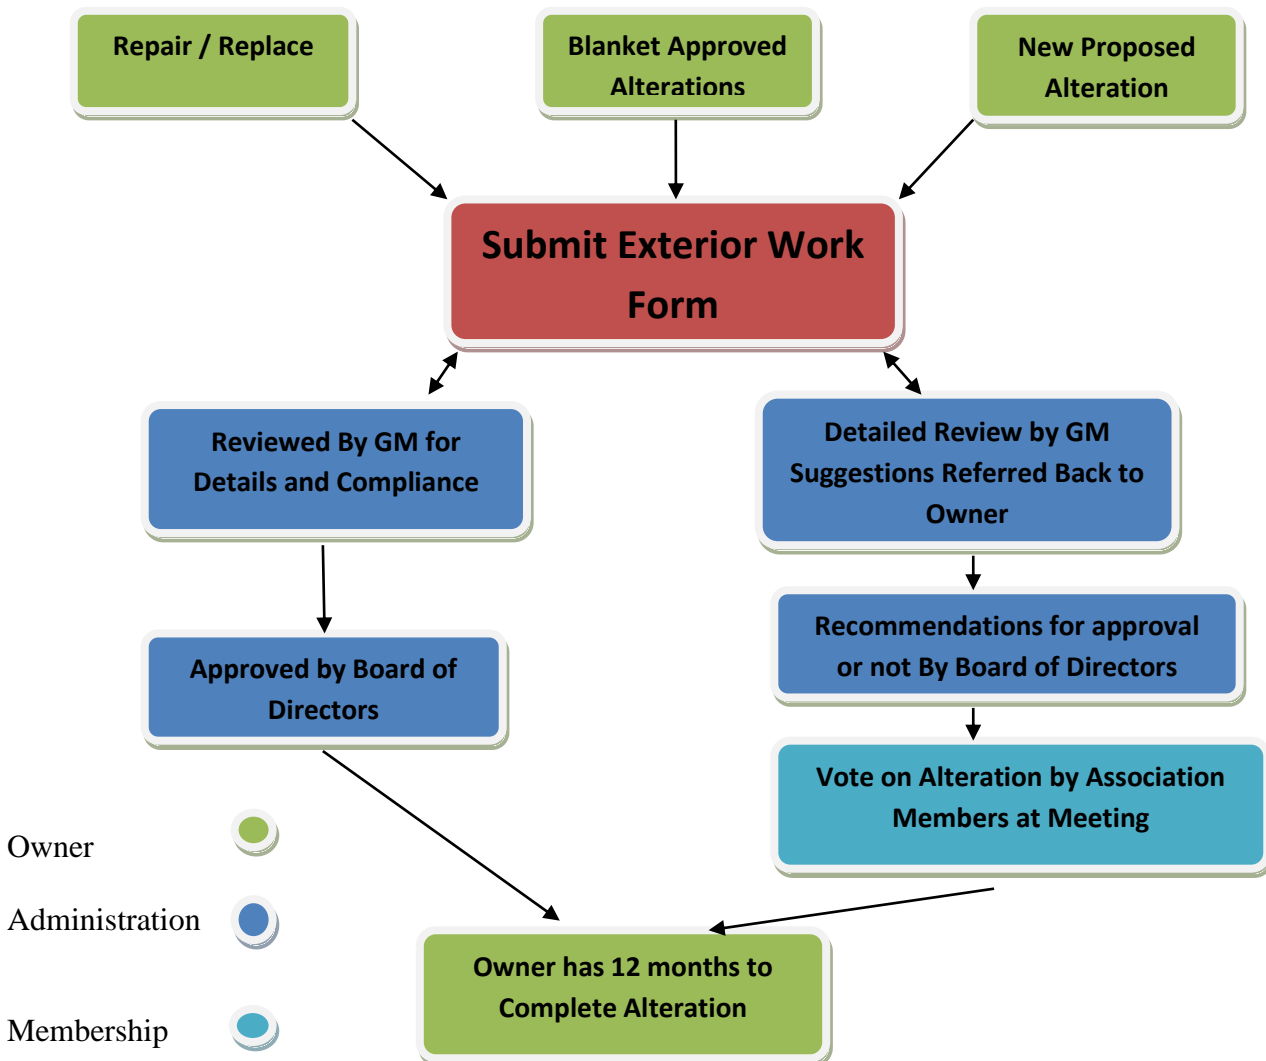 Repair / Replace
Blanket Approved
Alterations
New Proposed
Alteration
Submit Exterior Work
Form
Reviewed By GM for
Details and Compliance
Detailed Review by GM
Suggestions Referred Back to
Owner
Approved by Board of
Directors
Recommendations for approval
or not By Board of Directors
Vote on Alteration by Association
Members at Meeting
Owner has 12 months to
Complete Alteration
Owner
Administration
Membership